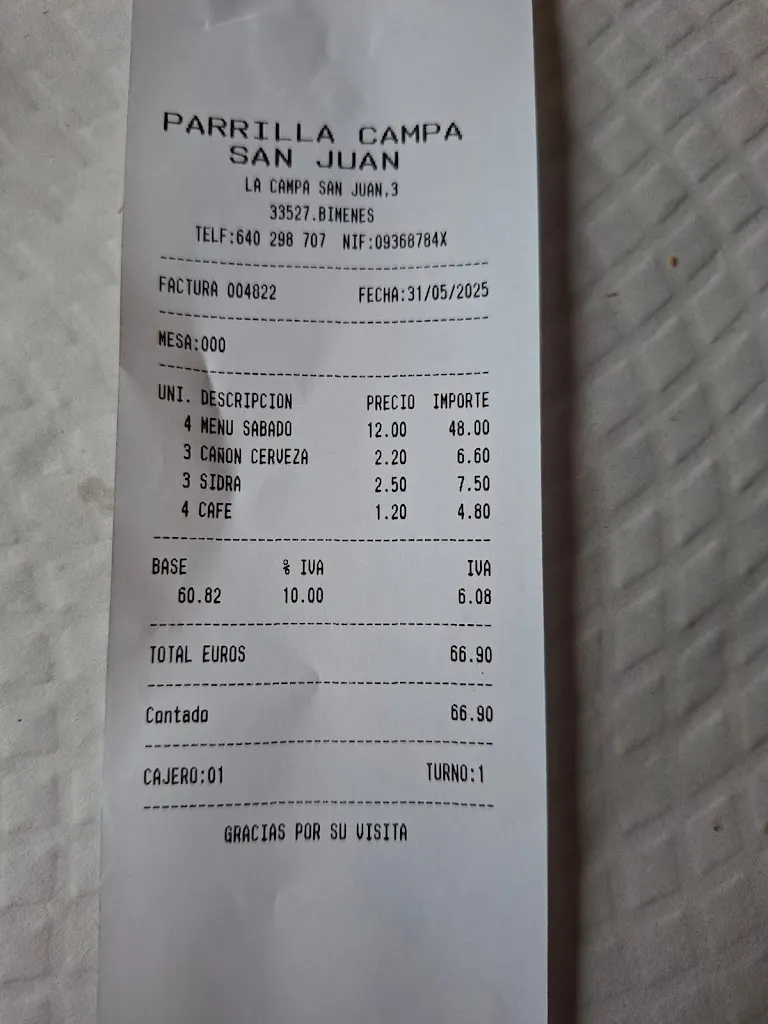 PARRILLA CAMPA
SAN JUAN
LA CAMPA SAN JUAN,3
33527.BIMENES
TELF:640 298 707 NIF:09368784X
FACTURA 004822 FECHA:31/05/2025
MESA:000
UNI. DESCRIPCION PRECIO IMPORTE
4 MENU SABADO 12.00 48.00
3 CAÑON CERVEZA 2.20 6.60
3 SIDRA 2.50 7.50
4 CAFE 1.20 4.80
BASE % IVA IVA
60.82 10.00 6.08
TOTAL EUROS 66.90
Contado 66.90
CAJERO:01 TURNO:1
GRACIAS POR SU VISITA